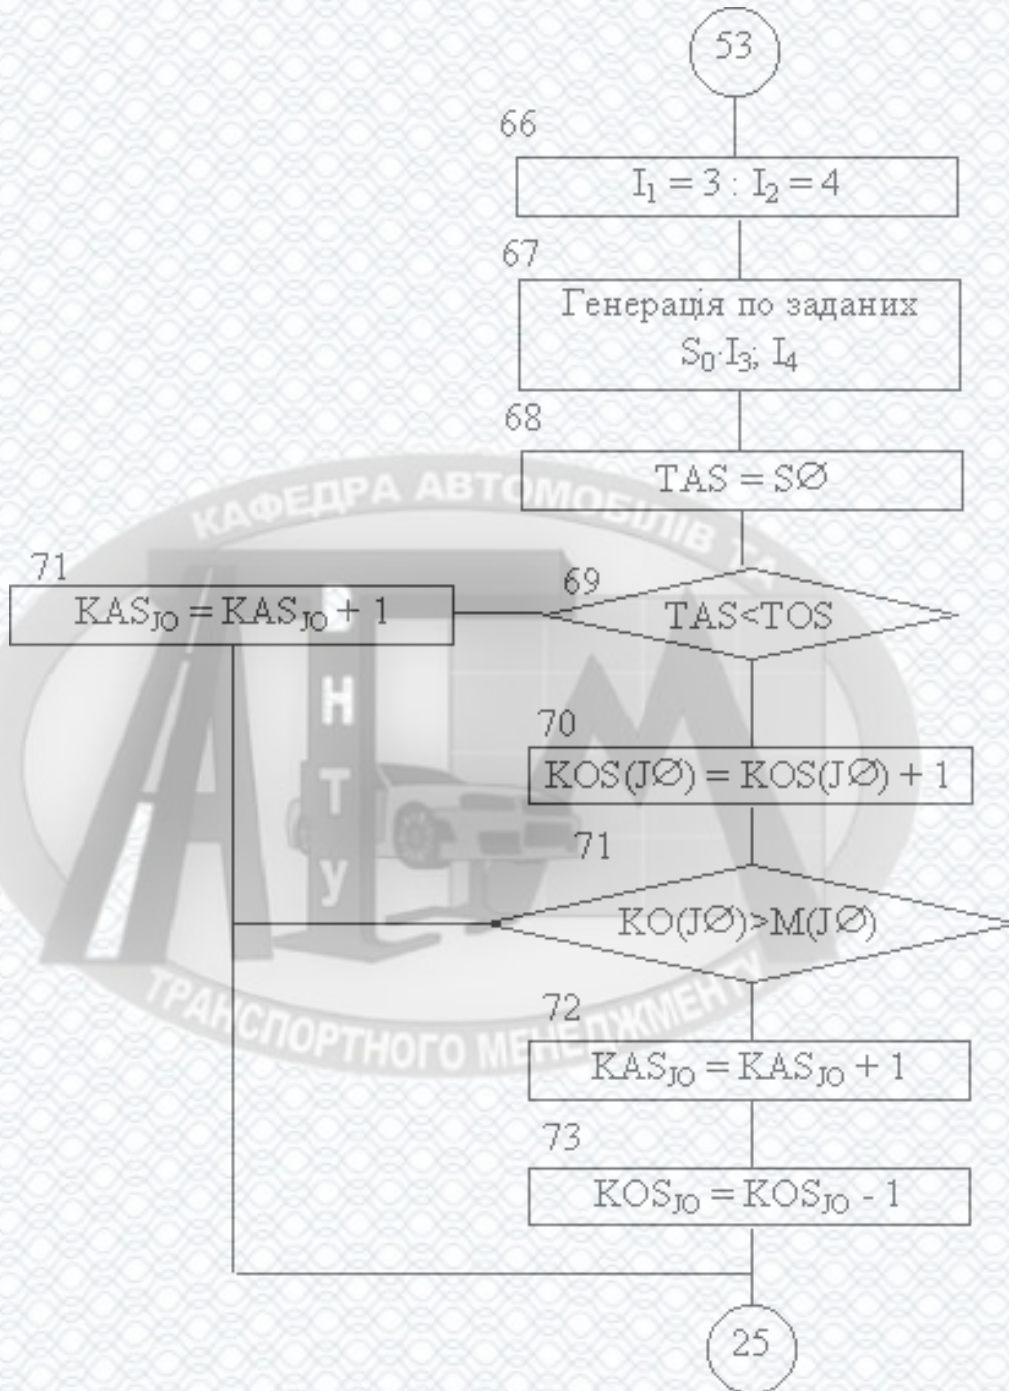 53
66
I₁ = 3 : I₂ = 4
67
Генерація по заданих
S₀·I₃; I₄
68
TAS = SØ
КАФЕДРА АВТОМОБІЛІВ ТА
71
69
KAS_JO = KAS_JO + 1
TAS<TOS
В
Н
Т
У
70
KOS(JØ) = KOS(JØ) + 1
71
KO(JØ)>M(JØ)
ТРАНСПОРТНОГО МЕНЕДЖМЕНТУ
72
KAS_JO = KAS_JO + 1
73
KOS_JO = KOS_JO - 1
25